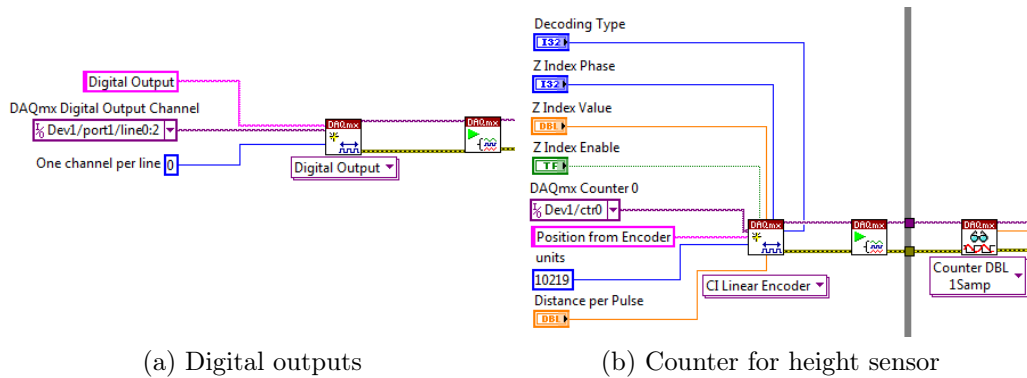 Digital Output
DAQmx Digital Output Channel
Dev1/port1/line0:2
One channel per line 0
DAQmx
DAQmx
Digital Output
(a) Digital outputs
Decoding Type
I32
Z Index Phase
I32
Z Index Value
DBL
Z Index Enable
TF
DAQmx Counter 0
Dev1/ctr0
Position from Encoder
units
10219
Distance per Pulse
DBL
DAQmx
DAQmx
DAQmx
CI Linear Encoder
Counter DBL
1Samp
(b) Counter for height sensor